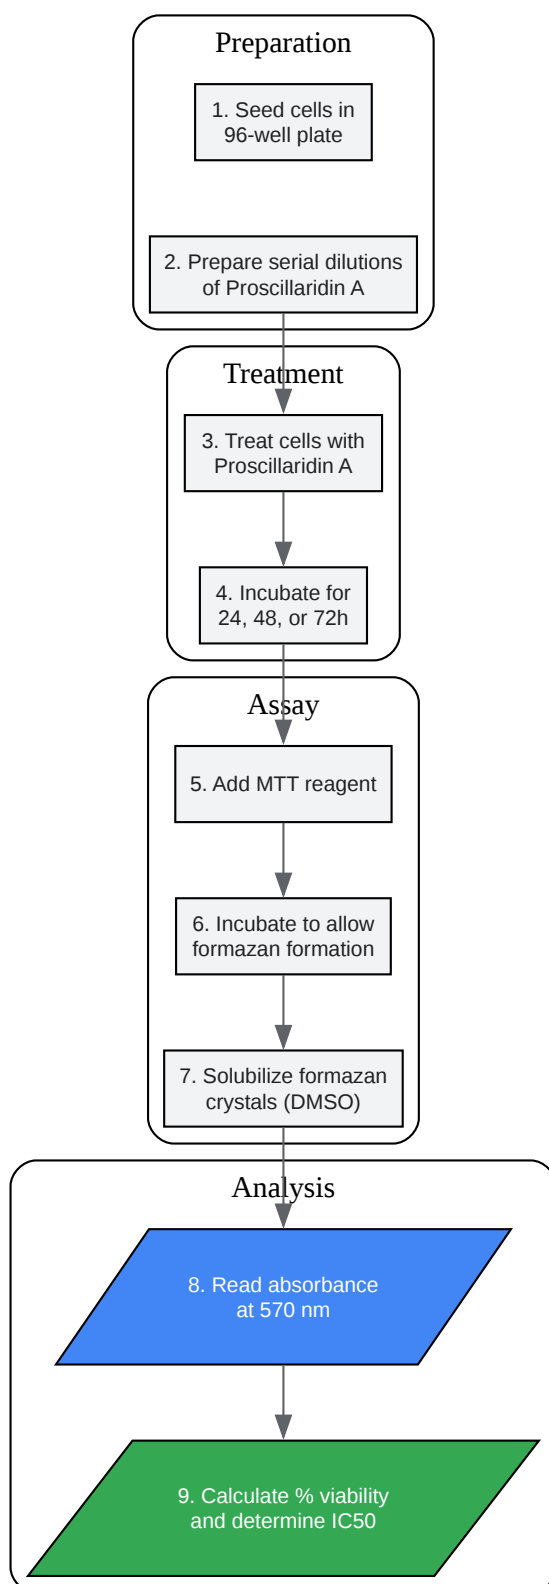 Preparation
1. Seed cells in
96-well plate
2. Prepare serial dilutions
of Proscillaridin A
Treatment
3. Treat cells with
Proscillaridin A
4. Incubate for
24, 48, or 72h
Assay
5. Add MTT reagent
6. Incubate to allow
formazan formation
7. Solubilize formazan
crystals (DMSO)
Analysis
8. Read absorbance
at 570 nm
9. Calculate % viability
and determine IC50